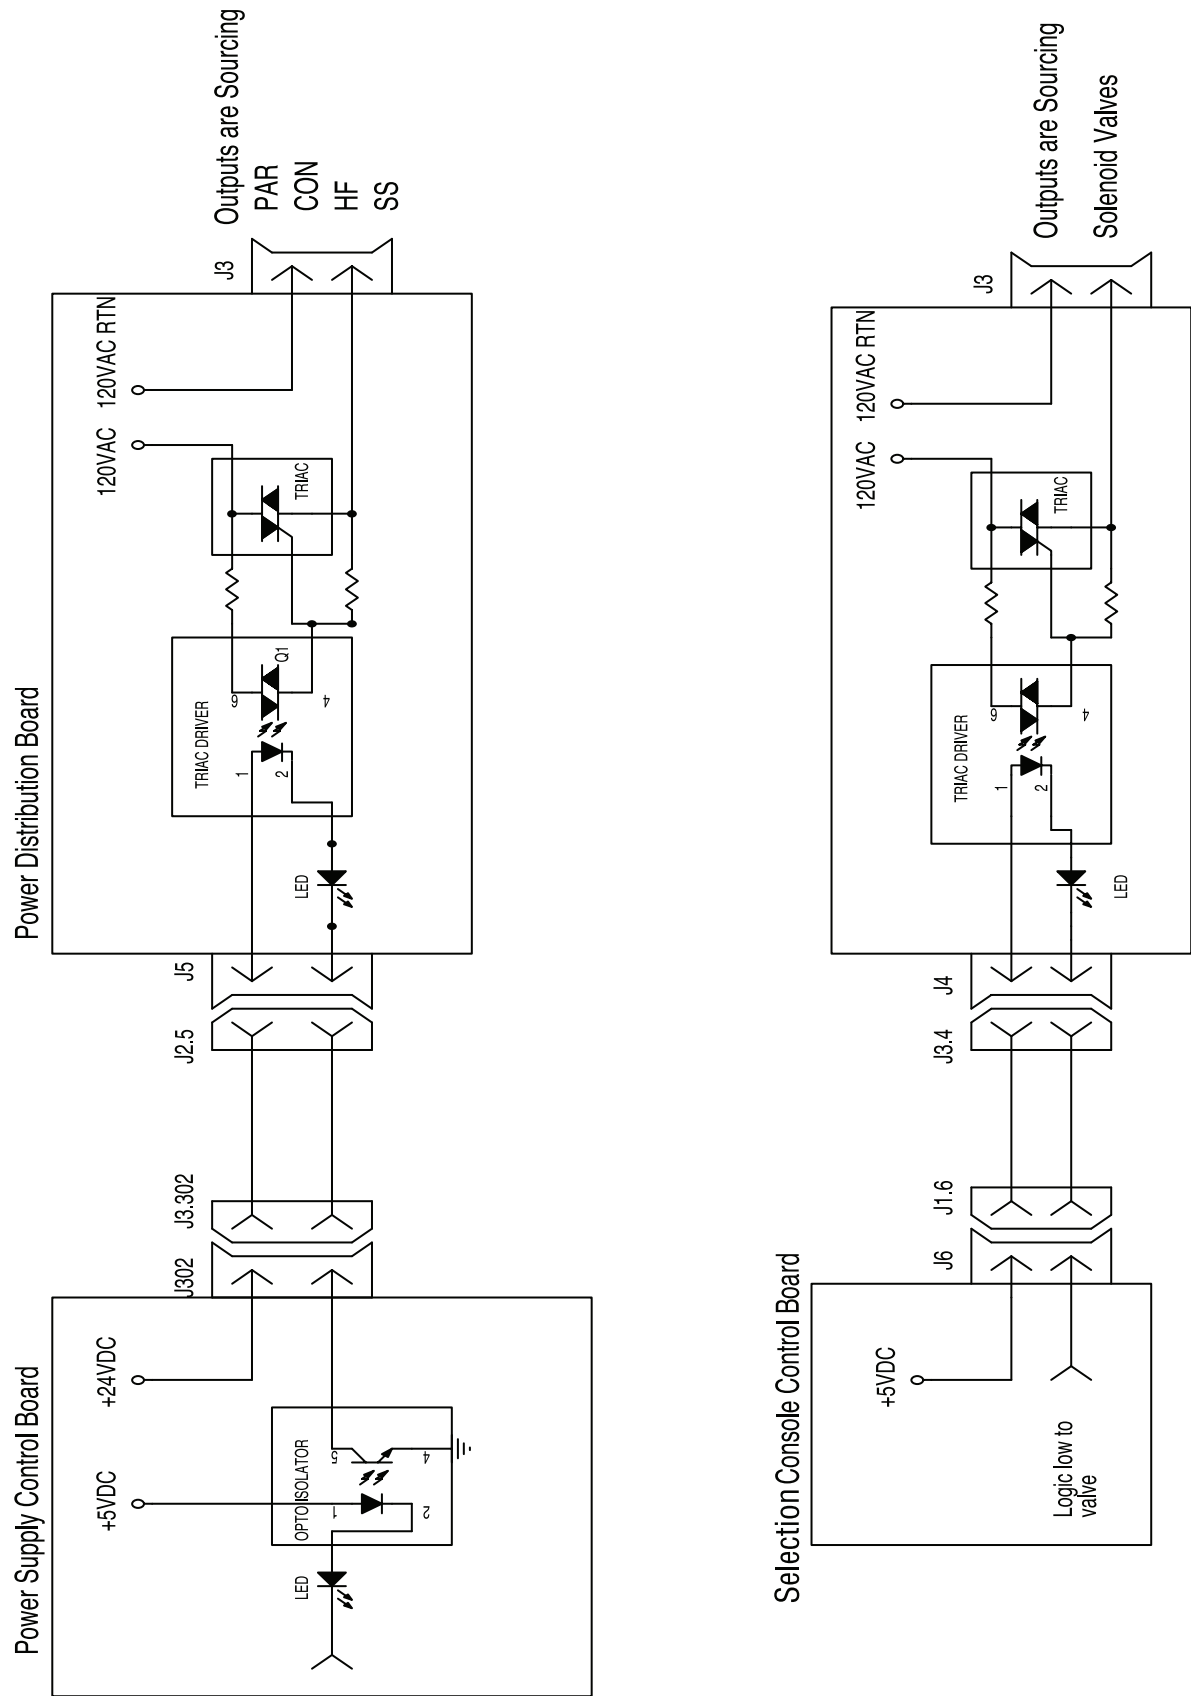 Power Supply Control Board
+5VDC
+24VDC
LED
OPTO ISOLATOR
1
2
5
4
J302
J3.302
J2.5
J5
Power Distribution Board
LED
TRIAC DRIVER
1
2
6
4
Q1
TRIAC
120VAC
120VAC RTN
J3
Outputs are Sourcing
PAR
CON
HF
SS
Selection Console Control Board
+5VDC
Logic low to
valve
J6
J1.6
J3.4
J4
LED
TRIAC DRIVER
1
2
6
4
TRIAC
120VAC
120VAC RTN
J3
Outputs are Sourcing
Solenoid Valves